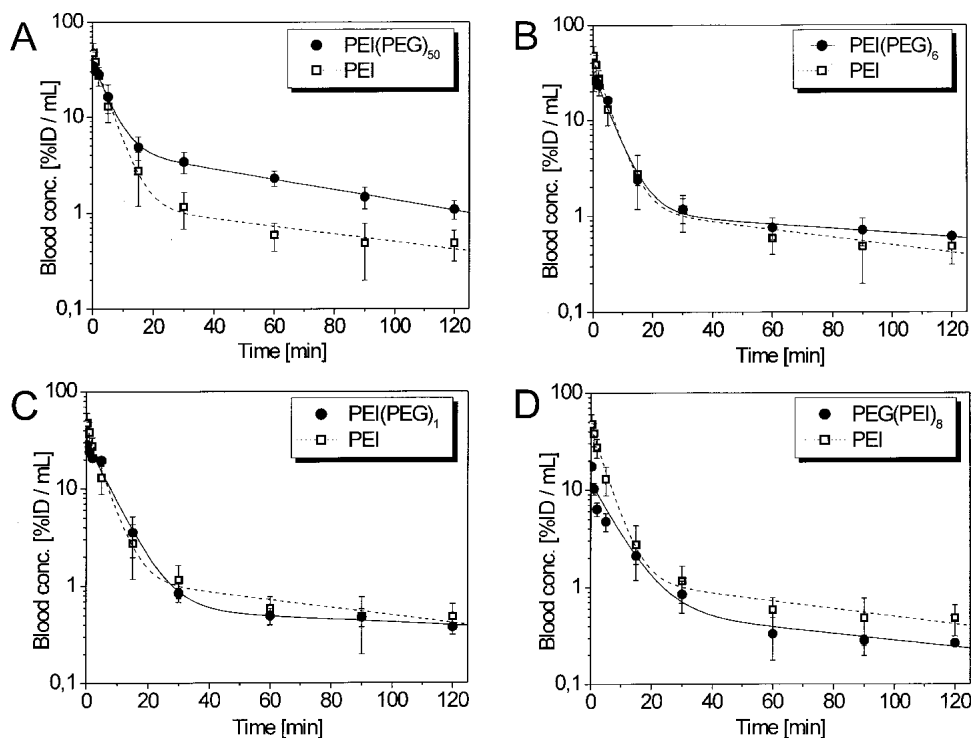 A
100
10
1
0,1
Blood conc. [%ID / mL]
PEI(PEG)50
PEI
0 20 40 60 80 100 120
Time [min]
B
100
10
1
0,1
Blood conc. [%ID / mL]
PEI(PEG)6
PEI
0 20 40 60 80 100 120
Time [min]
C
100
10
1
0,1
Blood conc. [%ID / mL]
PEI(PEG)1
PEI
0 20 40 60 80 100 120
Time [min]
D
100
10
1
0,1
Blood conc. [%ID / mL]
PEG(PEI)8
PEI
0 20 40 60 80 100 120
Time [min]